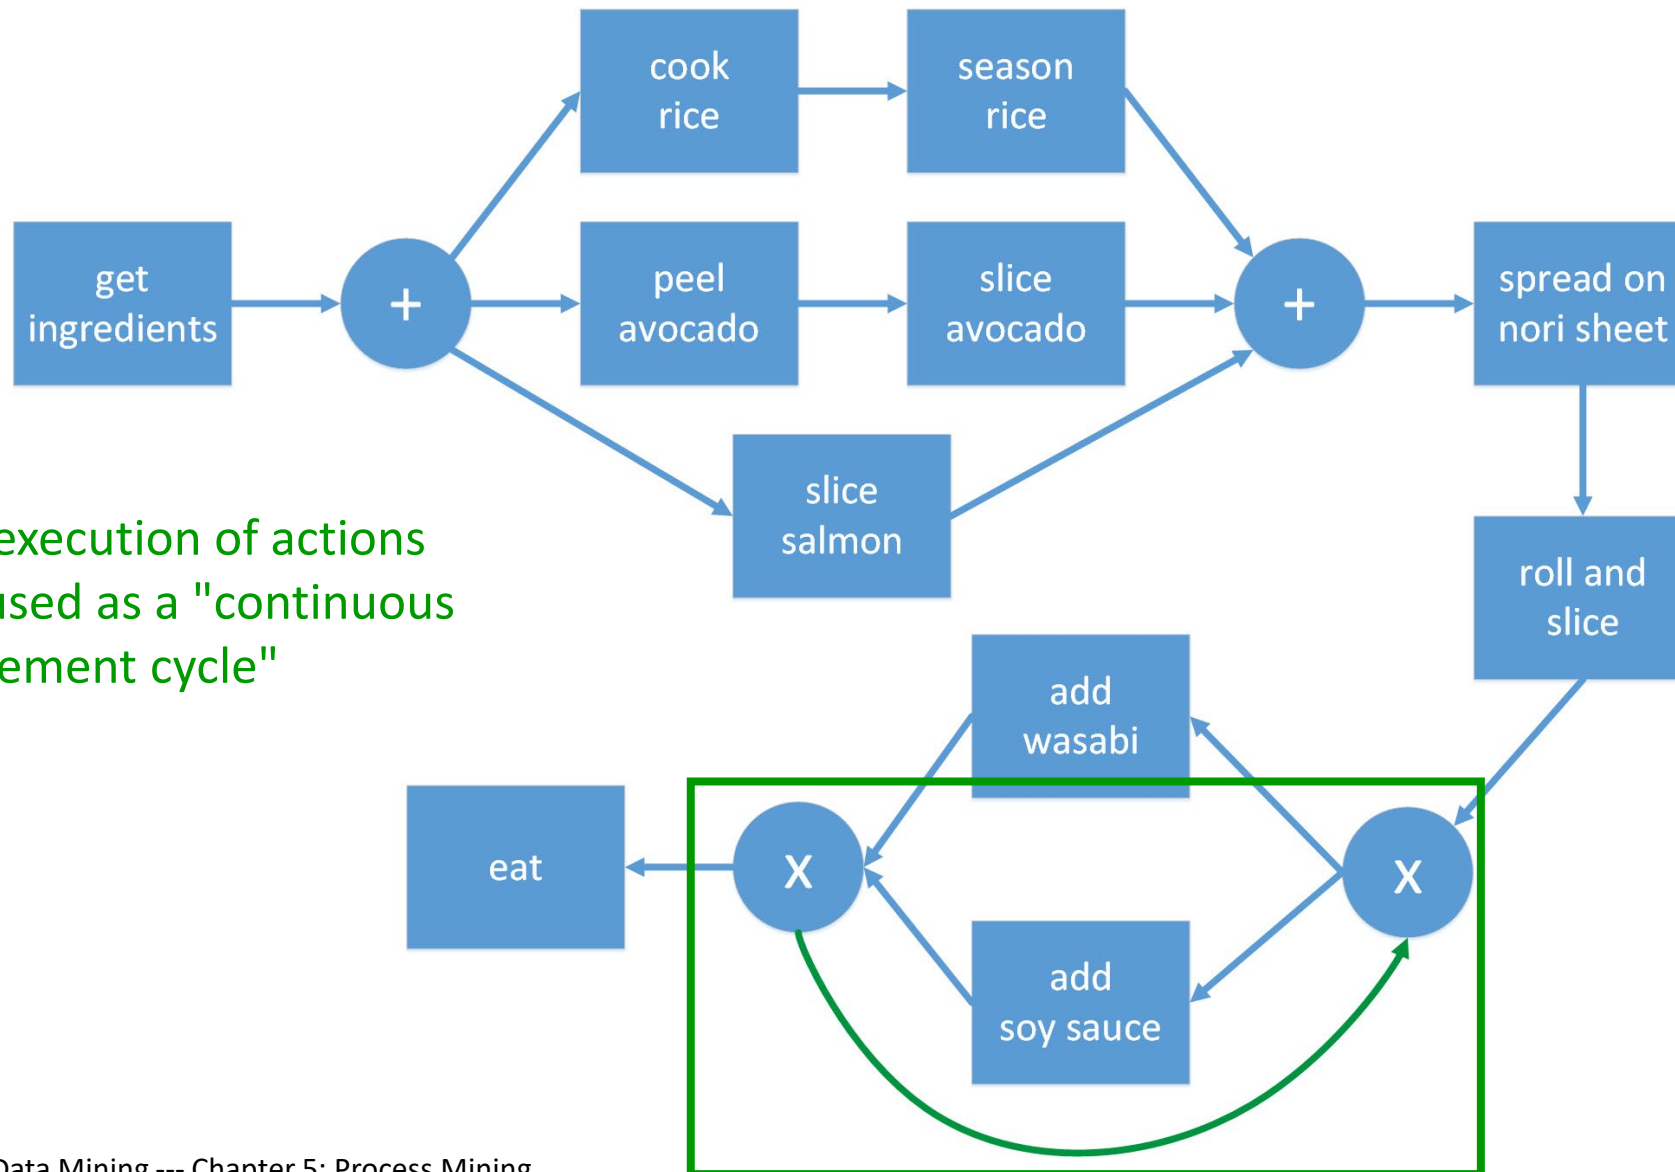 cook
rice
season
rice
get
ingredients
+
peel
avocado
slice
avocado
+
spread on
nori sheet
slice
salmon
execution of actions
used as a "continuous
ement cycle"
roll and
slice
add
wasabi
eat
X
X
add
soy sauce
Data Mining --- Chapter 5: Process Mining